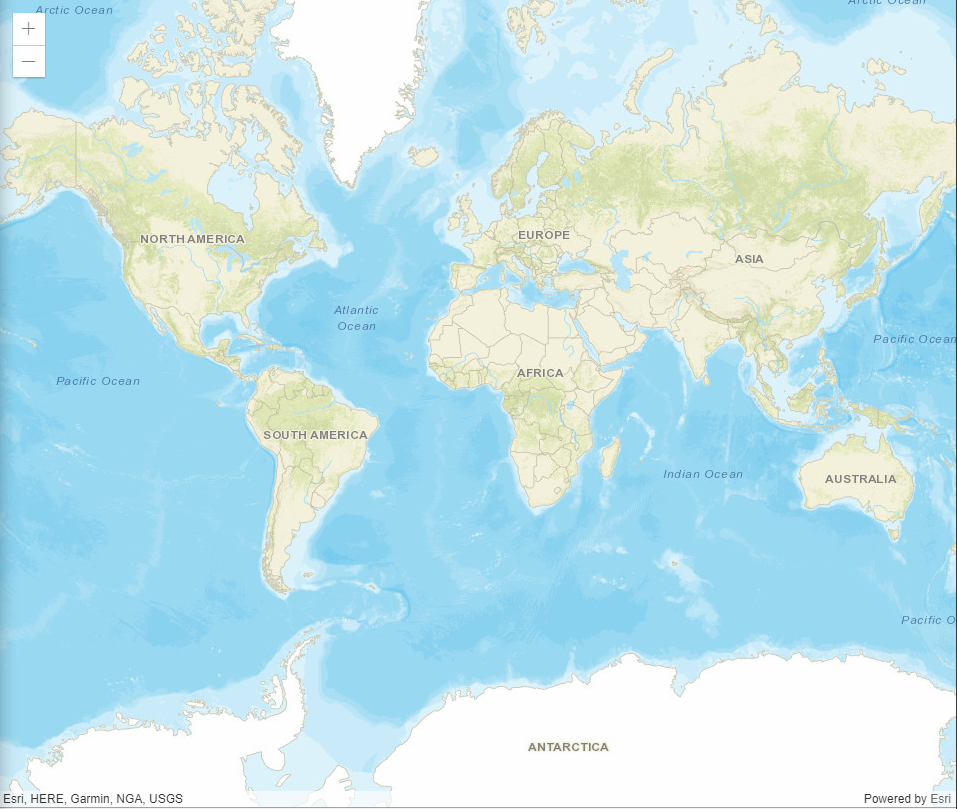 Arctic Ocean
Arctic Ocean
+
−
NORTH AMERICA
EUROPE
ASIA
Atlantic
Ocean
Pacific Ocean
Pacific Ocean
AFRICA
SOUTH AMERICA
Indian Ocean
AUSTRALIA
Pacific O
ANTARCTICA
Esri, HERE, Garmin, NGA, USGS
Powered by Esri